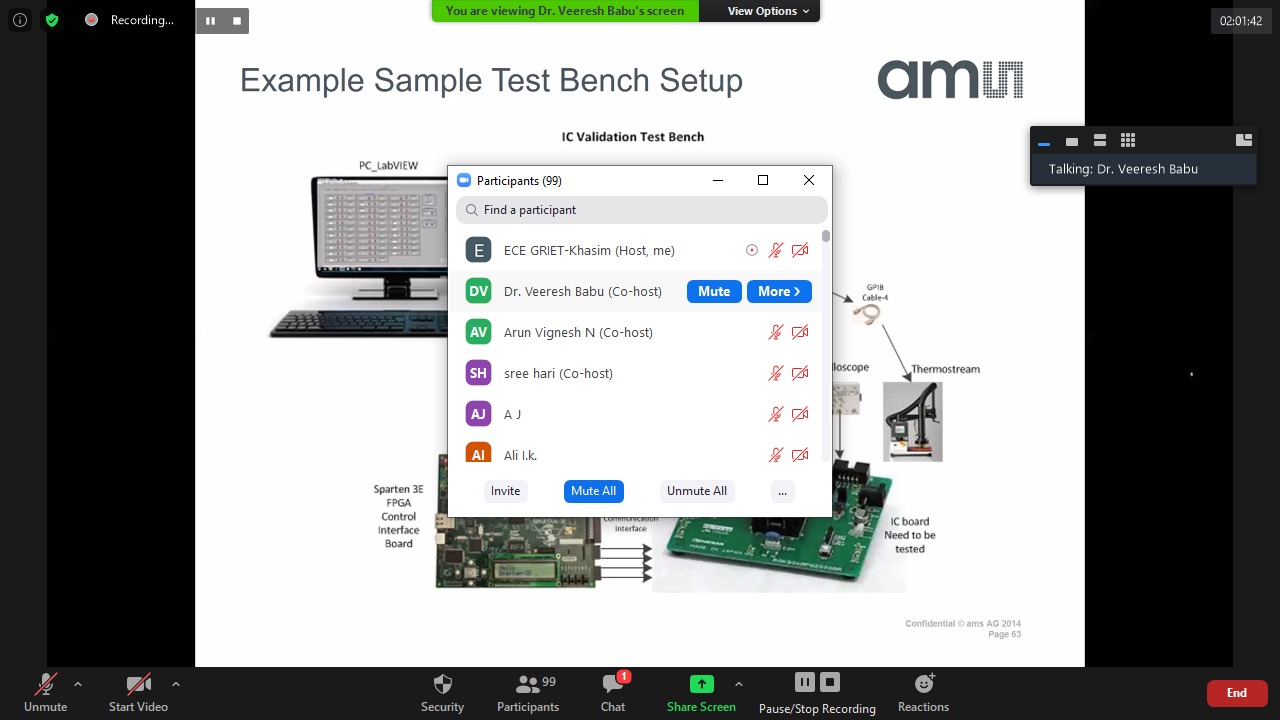 Recording...
You are viewing Dr. Veeresh Babu's screen
View Options
02:01:42
Example Sample Test Bench Setup
amu
IC Validation Test Bench
PC_LabVIEW
Talking: Dr. Veeresh Babu
Participants (99)
Find a participant
E
ECE GRIET-Khasim (Host, me)
DV
Dr. Veeresh Babu (Co-host)
Mute
More
AV
Arun Vignesh N (Co-host)
SH
sree hari (Co-host)
AJ
A J
AI
Ali I.k.
Invite
Mute All
Unmute All
...
GPIB
Cable-4
loscope
Thermostream
Sparten 3E
FPGA
Control
Interface
Board
Communication
Interface
IC board
Need to be
tested
Confidential © ams AG 2014
Page 63
Unmute
Start Video
Security
99
Participants
1
Chat
Share Screen
Pause/Stop Recording
Reactions
End